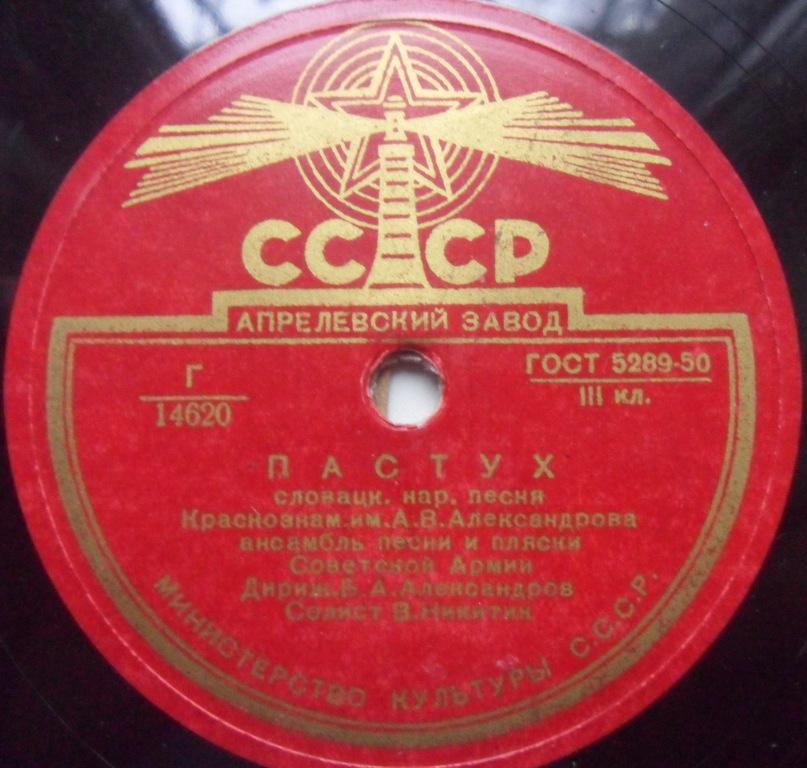 СССР
АПРЕЛЕВСКИЙ ЗАВОД
Г
14620
ГОСТ 5289-50
III кл.
ПАСТУХ
словацк. нар. песня
Краснознам.им.А.В.Александрова
ансамбль песни и пляски
Советской Армии
Дириж.Б.А.Александров
Солист В.Никитин
МИНИСТЕРСТВО КУЛЬТУРЫ С.С.С.Р.